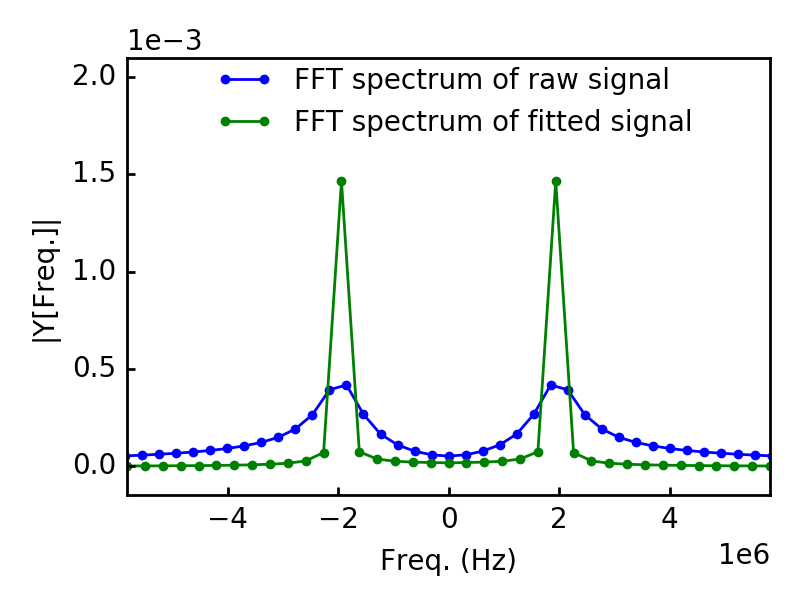 1e−3
FFT spectrum of raw signal
FFT spectrum of fitted signal
2.0
1.5
1.0
0.5
0.0
|Y[Freq.]|
−4 −2 0 2 4
Freq. (Hz)
1e6